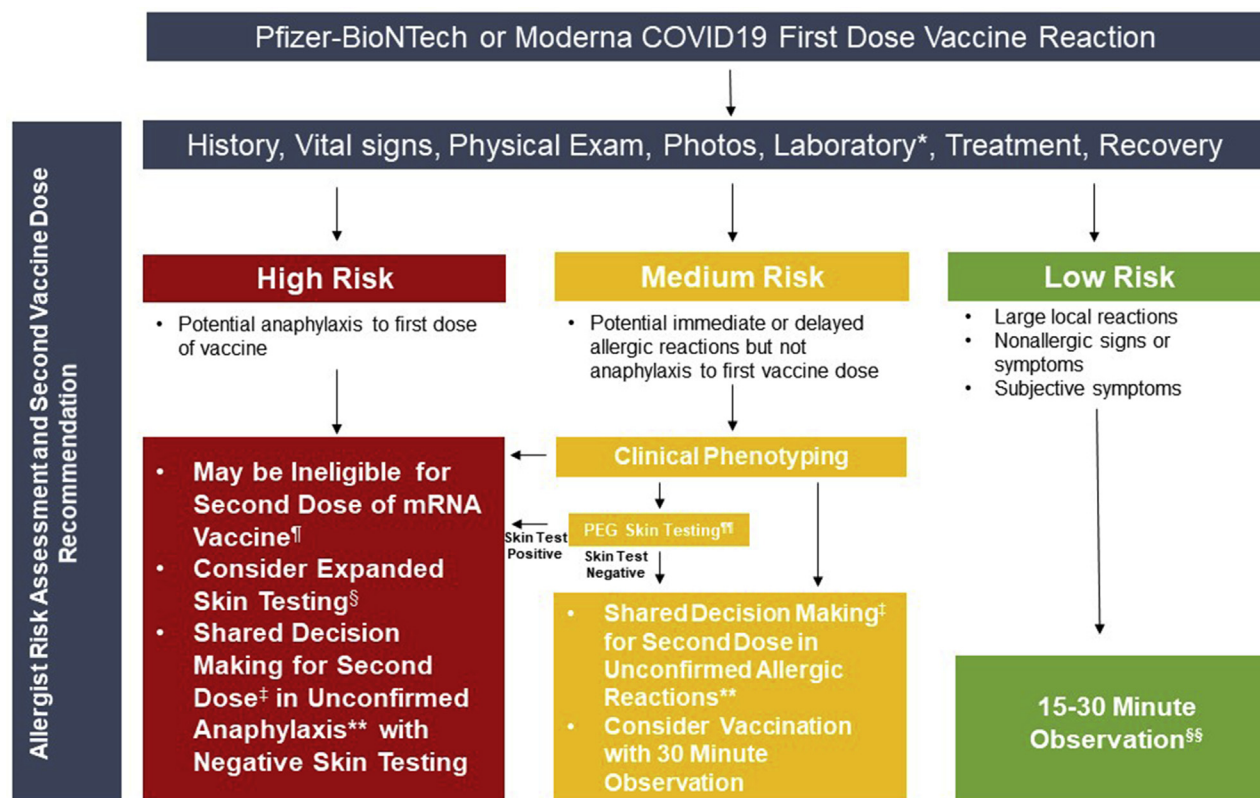 Pfizer-BioNTech or Moderna COVID19 First Dose Vaccine Reaction
Allergist Risk Assessment and Second Vaccine Dose
Recommendation
History, Vital signs, Physical Exam, Photos, Laboratory*, Treatment, Recovery
High Risk
• Potential anaphylaxis to first dose
of vaccine
Medium Risk
• Potential immediate or delayed
allergic reactions but not
anaphylaxis to first vaccine dose
Low Risk
• Large local reactions
• Nonallergic signs or
symptoms
• Subjective symptoms
• May be Ineligible for
Second Dose of mRNA
Vaccine¶
• Consider Expanded
Skin Testing§
• Shared Decision
Making for Second
Dose‡ in Unconfirmed
Anaphylaxis** with
Negative Skin Testing
Clinical Phenotyping
PEG Skin Testing¶¶
Skin Test
Positive
Skin Test
Negative
• Shared Decision Making‡
for Second Dose in
Unconfirmed Allergic
Reactions**
• Consider Vaccination
with 30 Minute
Observation
15-30 Minute
Observation§§